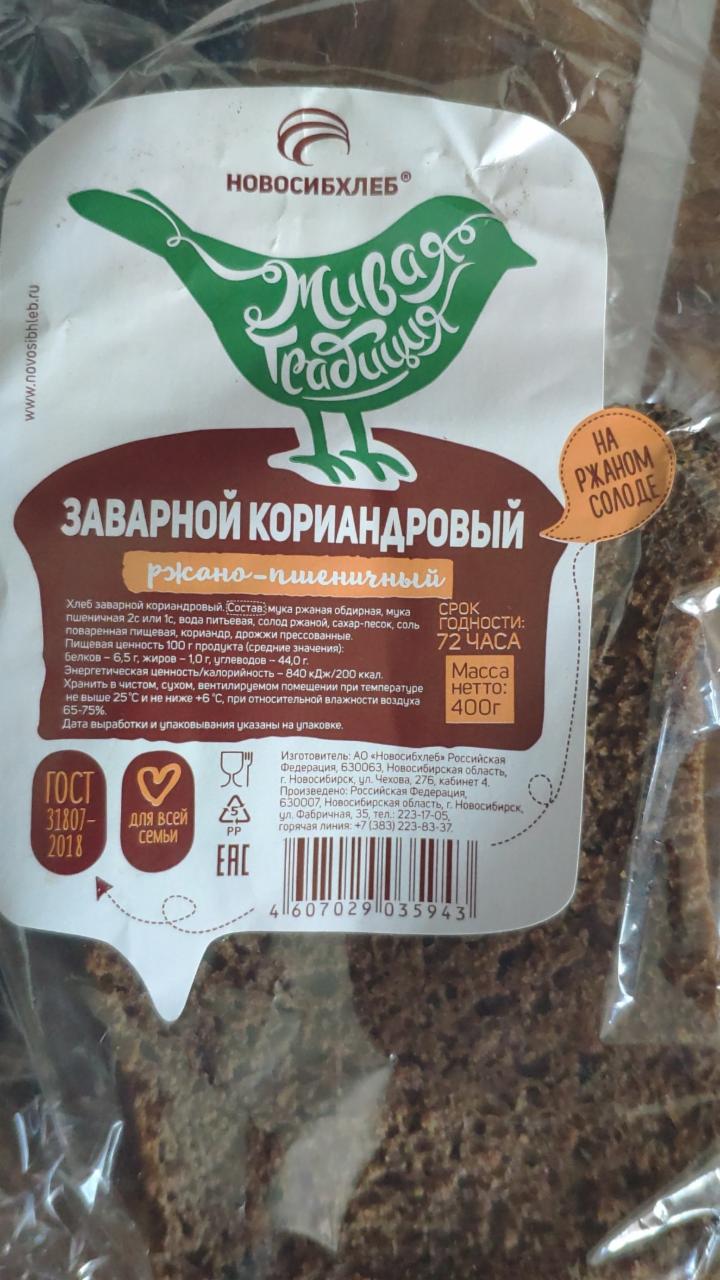 НОВОСИБХЛЕБ®
Живая
Традиция
www.novosibhleb.ru
НА
РЖАНОМ
СОЛОДЕ
ЗАВАРНОЙ КОРИАНДРОВЫЙ
ржано-пшеничный
Хлеб заварной кориандровый. Состав: мука ржаная обдирная, мука
пшеничная 2с или 1с, вода питьевая, солод ржаной, сахар-песок, соль
поваренная пищевая, кориандр, дрожжи прессованные.
Пищевая ценность 100 г продукта (средние значения):
белков – 6,5 г, жиров – 1,0 г, углеводов – 44,0 г.
Энергетическая ценность/калорийность – 840 кДж/200 ккал.
Хранить в чистом, сухом, вентилируемом помещении при температуре
не выше 25°С и не ниже +6 °С, при относительной влажности воздуха
65-75%.
Дата выработки и упаковывания указаны на упаковке.
СРОК
ГОДНОСТИ:
72 ЧАСА
Масса
нетто:
400г
ГОСТ
31807-
2018
для всей
семьи
5
PP
EAC
Изготовитель: АО «Новосибхлеб» Российская
Федерация, 630063, Новосибирская область,
г. Новосибирск, ул. Чехова, 276, кабинет 4.
Произведено: Российская Федерация,
630007, Новосибирская область, г. Новосибирск,
ул. Фабричная, 35, тел.: 223-17-05,
горячая линия: +7 (383) 223-83-37.
4 607029 035943